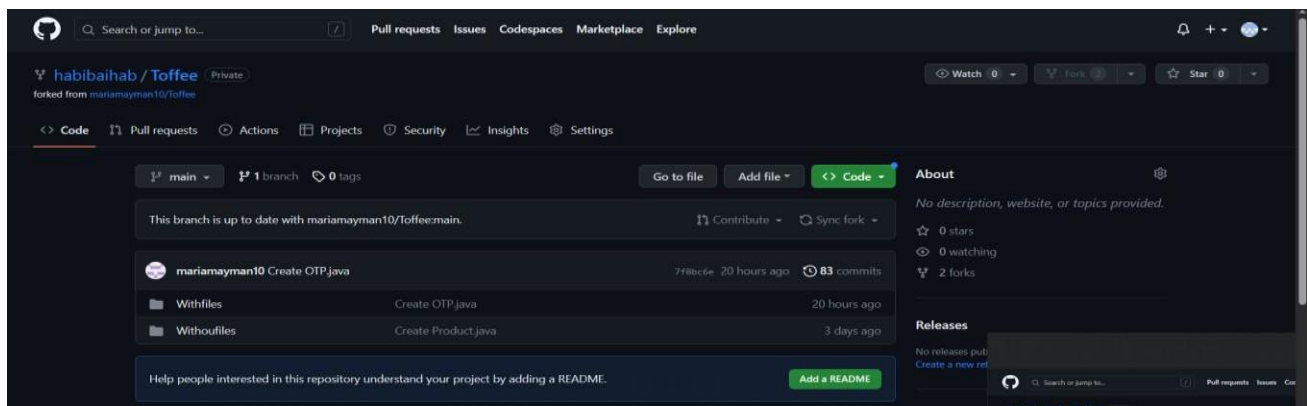 Search or jump to... / Pull requests Issues Codespaces Marketplace Explore
habibaihab / Toffee Private
forked from mariamayman10/Toffee
Watch 0 Fork 2 Star 0
<> Code Pull requests Actions Projects Security Insights Settings
main 1 branch 0 tags Go to file Add file <> Code
This branch is up to date with mariamayman10/Toffee:main. Contribute Sync fork
mariamayman10 Create OTP.java 7f8bc6e 20 hours ago 83 commits
Withfiles Create OTP.java 20 hours ago
Withoufiles Create Product.java 3 days ago
Help people interested in this repository understand your project by adding a README. Add a README
About
No description, website, or topics provided.
0 stars
0 watching
2 forks
Releases
No releases pub
Create a new rel
Search or jump to... / Pull requests Issues Co